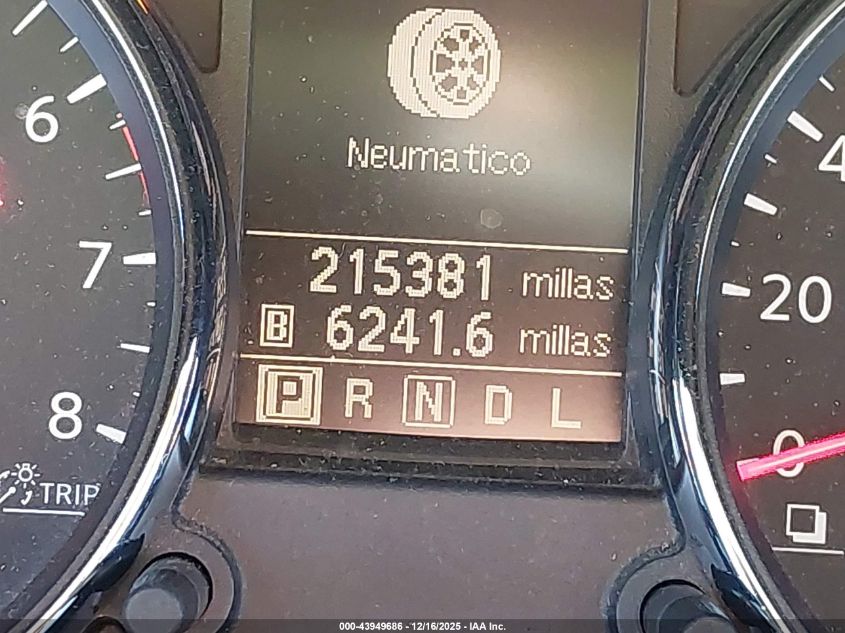 Neumatico
215381 millas
B 6241.6 millas
P R N D L
6
7
8
TRIP
4
20
0
000-43949686 - 12/16/2025 - IAA Inc.